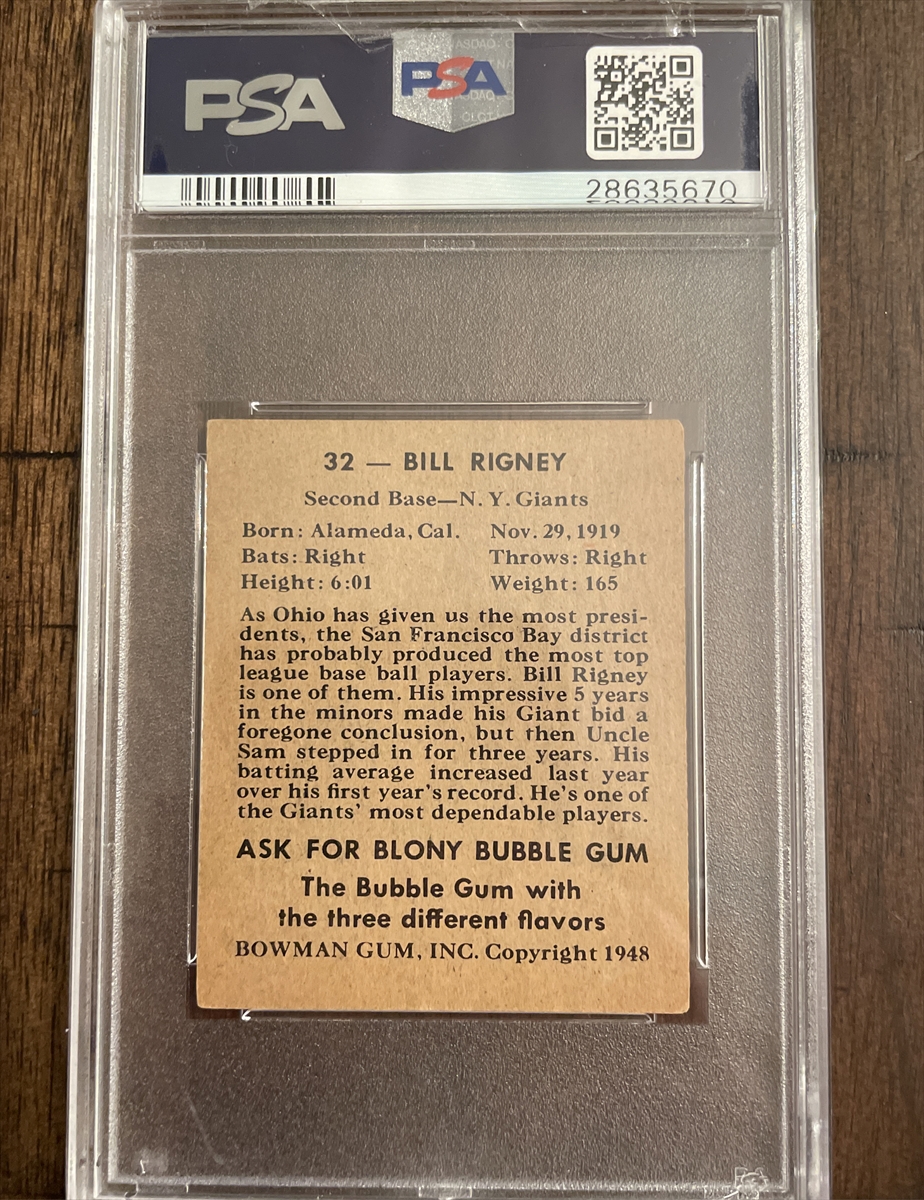 PSA
PSA
28635670
32 — BILL RIGNEY
Second Base—N. Y. Giants
Born: Alameda, Cal. Nov. 29, 1919
Bats: Right Throws: Right
Height: 6:01 Weight: 165
As Ohio has given us the most presi-
dents, the San Francisco Bay district
has probably produced the most top
league base ball players. Bill Rigney
is one of them. His impressive 5 years
in the minors made his Giant bid a
foregone conclusion, but then Uncle
Sam stepped in for three years. His
batting average increased last year
over his first year's record. He's one of
the Giants' most dependable players.
ASK FOR BLONY BUBBLE GUM
The Bubble Gum with
the three different flavors
BOWMAN GUM, INC. Copyright 1948